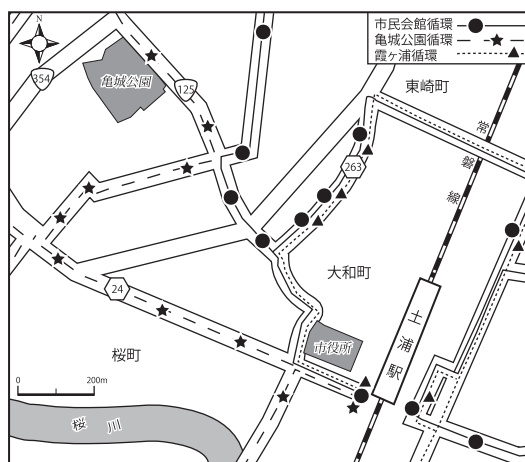 市民会館循環
亀城公園循環
霞ヶ浦循環
N
354
亀城公園
125
東崎町
常磐線
263
大和町
24
土浦駅
市役所
桜町
0 200m
桜川